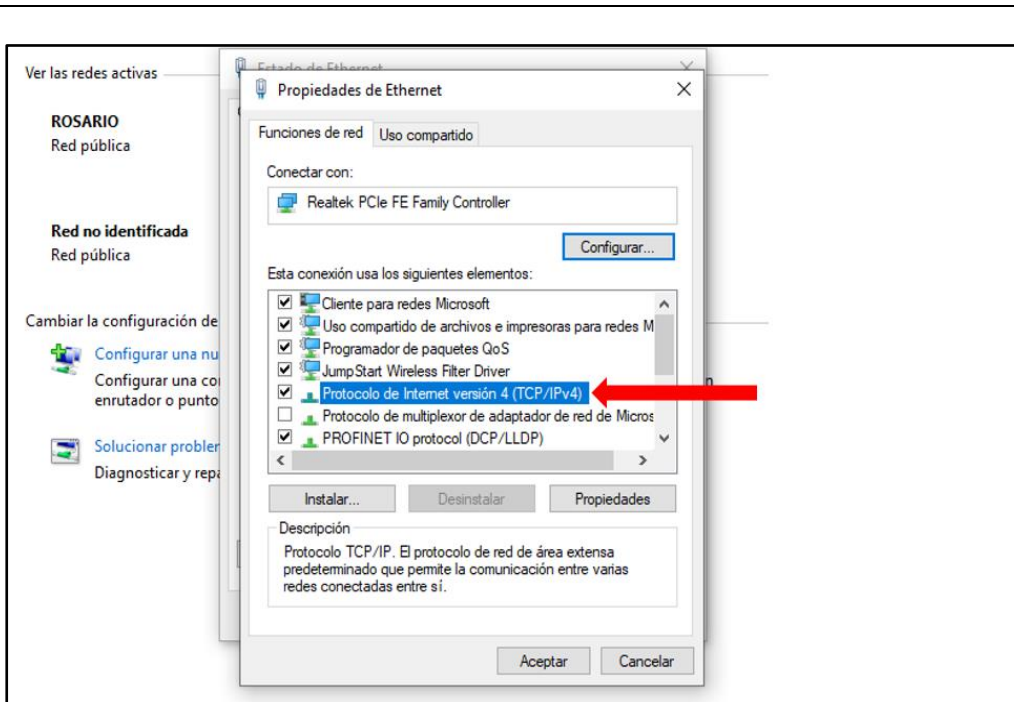 Ver las redes activas
Estado de Ethernet
Propiedades de Ethernet
ROSARIO
Red pública
Funciones de red
Uso compartido
Conectar con:
Realtek PCIe FE Family Controller
Red no identificada
Red pública
Configurar...
Esta conexión usa los siguientes elementos:
Cliente para redes Microsoft
Uso compartido de archivos e impresoras para redes M
Programador de paquetes QoS
JumpStart Wireless Filter Driver
Protocolo de Internet versión 4 (TCP/IPv4)
Protocolo de multiplexor de adaptador de red de Micros
PROFINET IO protocol (DCP/LLDP)
Cambiar la configuración de
Configurar una nu
Configurar una co
enrutador o punto
Solucionar probler
Diagnosticar y repa
Instalar...
Desinstalar
Propiedades
Descripción
Protocolo TCP/IP. El protocolo de red de área extensa
predeterminado que permite la comunicación entre varias
redes conectadas entre sí.
Aceptar
Cancelar